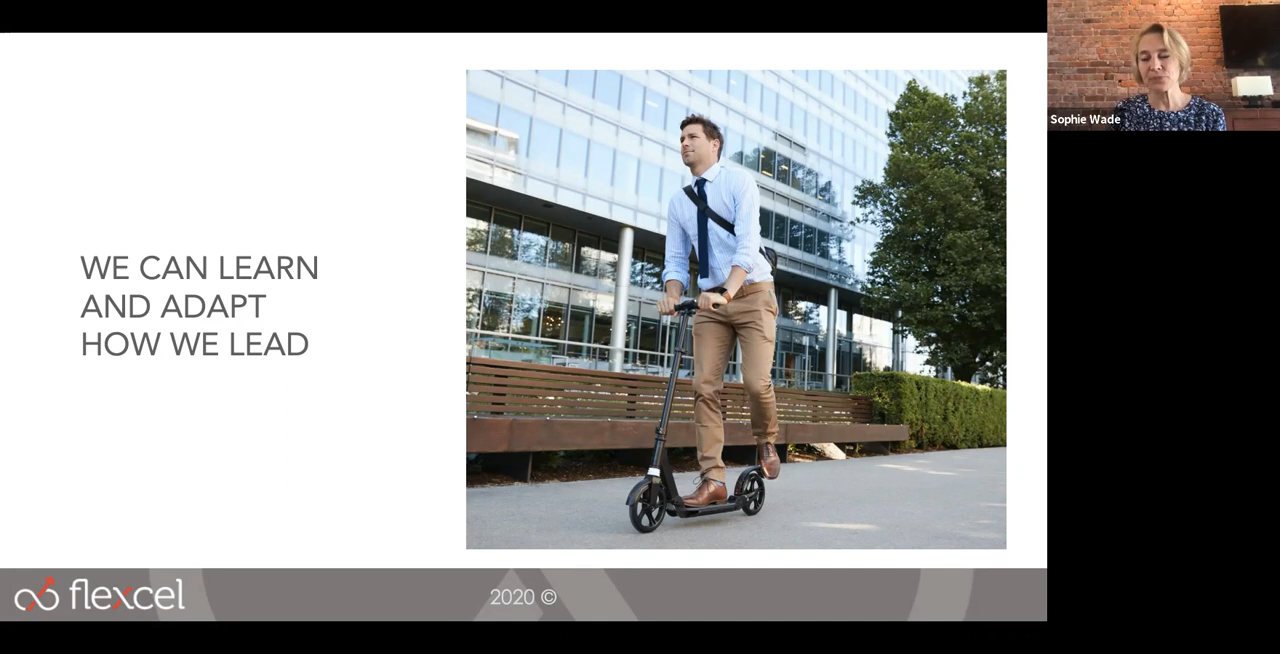 WE CAN LEARN
AND ADAPT
HOW WE LEAD
Sophie Wade
flexcel
2020 ©